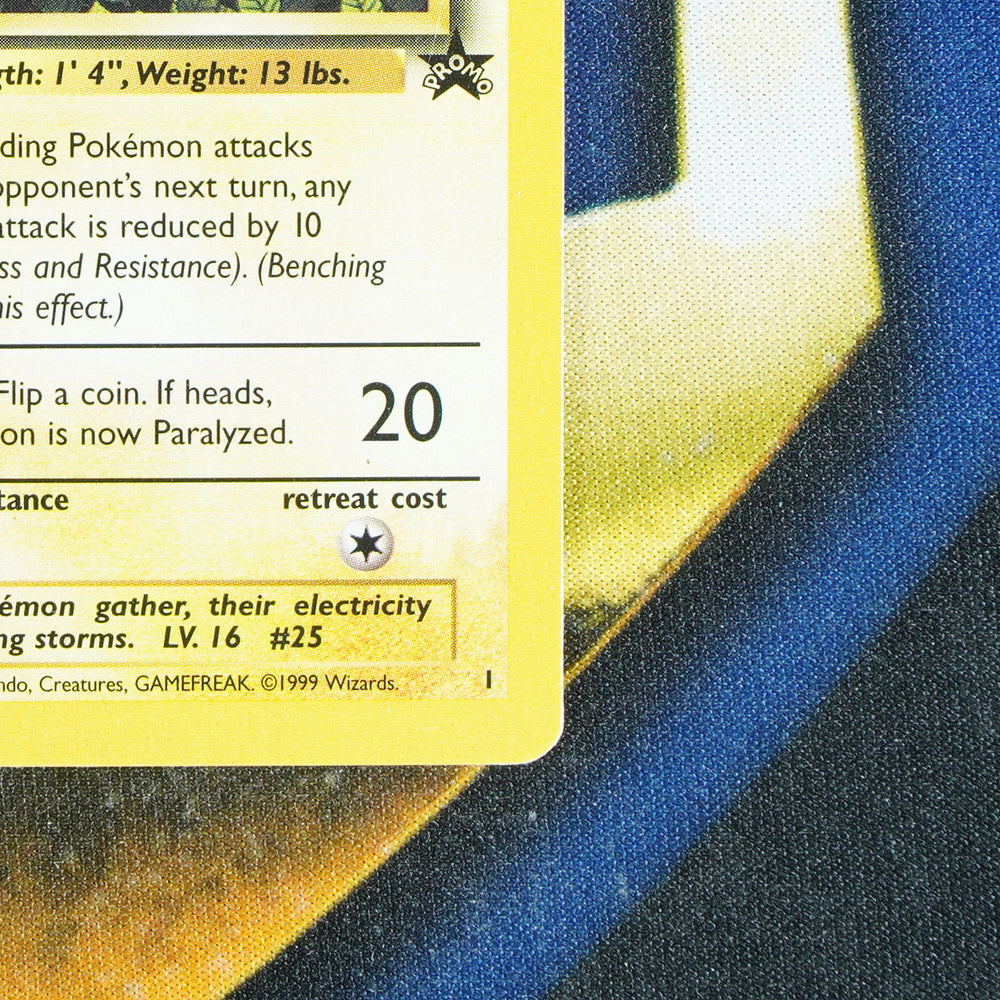 gth: 1' 4", Weight: 13 lbs.
PROMO
ding Pokémon attacks
opponent's next turn, any
attack is reduced by 10
ss and Resistance). (Benching
his effect.)
Flip a coin. If heads,
on is now Paralyzed.
20
tance
retreat cost
émon gather, their electricity
ng storms. LV. 16 #25
ndo, Creatures, GAMEFREAK. ©1999 Wizards.
1